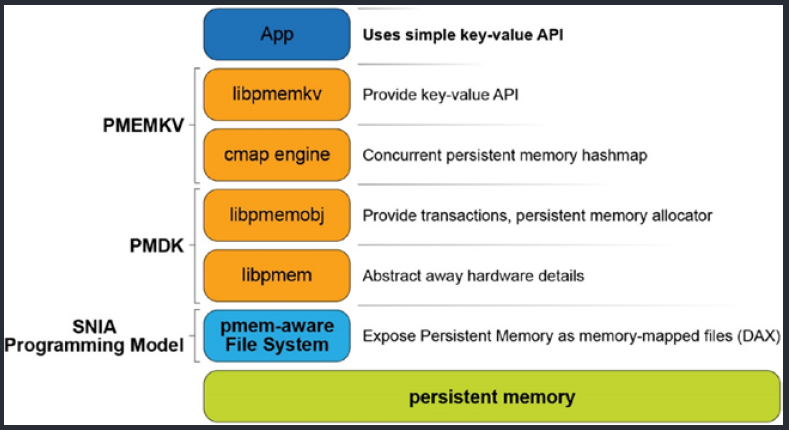 App
Uses simple key-value API
PMEMKV
libpmemkv
Provide key-value API
cmap engine
Concurrent persistent memory hashmap
PMDK
libpmemobj
Provide transactions, persistent memory allocator
libpmem
Abstract away hardware details
SNIA
Programming Model
pmem-aware
File System
Expose Persistent Memory as memory-mapped files (DAX)
persistent memory